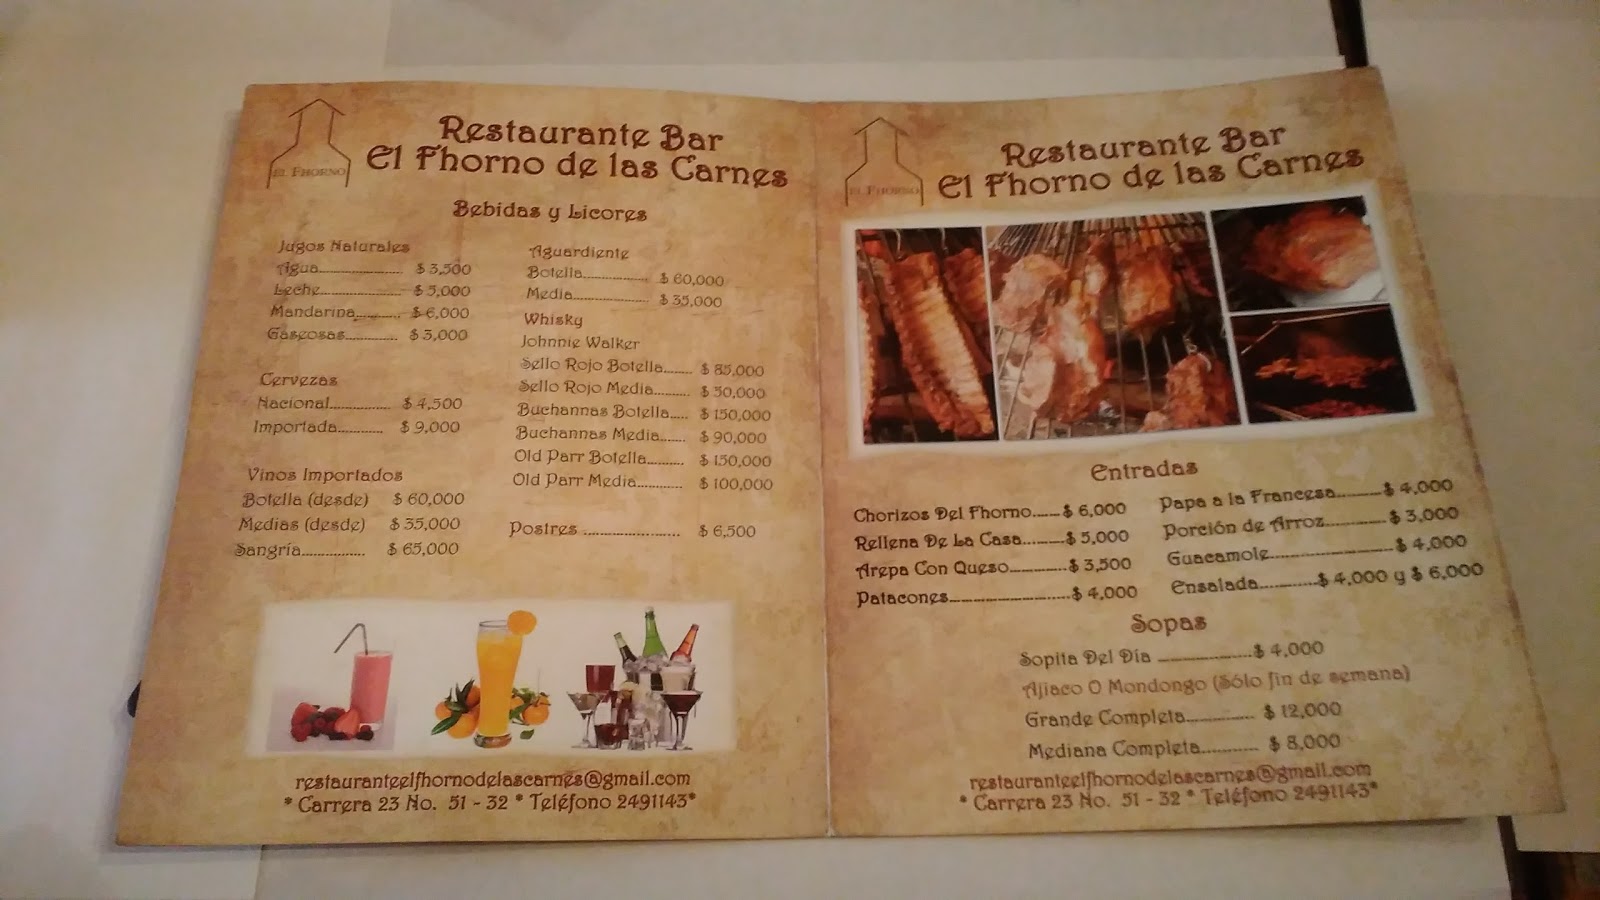 EL FHORNO
Restaurante Bar
El Fhorno de las Carnes
Bebidas y Licores
Jugos Naturales
Agua...................... $ 3,500
Leche..................... $ 5,000
Mandarina............ $ 6,000
Gaseosas.............. $ 3,000
Cervezas
Nacional................ $ 4,500
Importada............ $ 9,000
Vinos Importados
Botella (desde) $ 60,000
Medias (desde) $ 35,000
Sangría................. $ 65,000
Aguardiente
Botella.................. $ 60,000
Media..................... $ 35,000
Whisky
Johnnie Walker
Sello Rojo Botella........ $ 85,000
Sello Rojo Media.......... $ 50,000
Buchannas Botella..... $ 150,000
Buchannas Media....... $ 90,000
Old Parr Botella.......... $ 150,000
Old Parr Media............ $ 100,000
Postres ........................ $ 6,500
restauranteelfhornodelascarnes@gmail.com
* Carrera 23 No. 51 - 32 * Teléfono 2491143*
EL FHORNO
Restaurante Bar
El Fhorno de las Carnes
Entradas
Chorizos Del Fhorno......$ 6,000
Rellena De La Casa..........$ 5,000
Arepa Con Queso..............$ 3,500
Patacones..............................$ 4,000
Papa a la Francesa...........$ 4,000
Porción de Arroz...............$ 3,000
Guacamole..............................$ 4,000
Ensalada..............$ 4,000 y $ 6,000
Sopas
Sopita Del Día .......................$ 4,000
Ajiaco O Mondongo (Sólo fin de semana)
Grande Completa................. $ 12,000
Mediana Completa............ $ 8,000
restauranteelfhornodelascarnes@gmail.com
* Carrera 23 No. 51 - 32 * Teléfono 2491143*